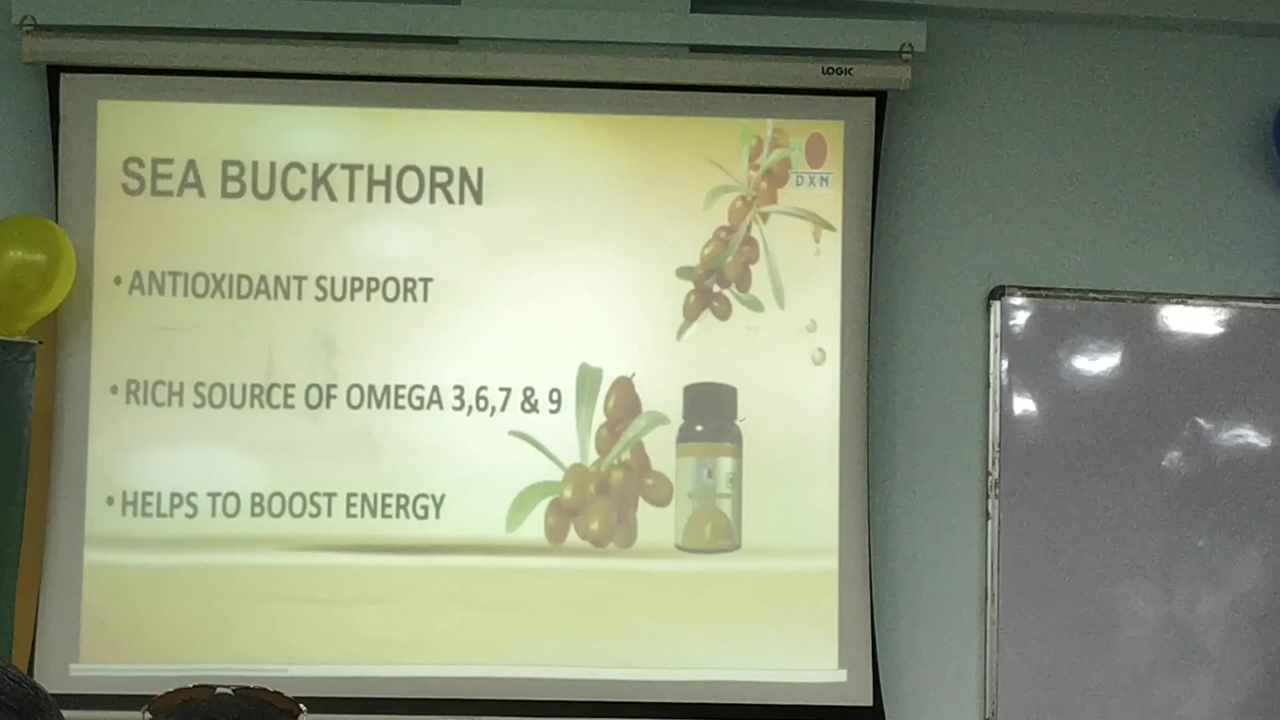 LOGIC
DXN
SEA BUCKTHORN
• ANTIOXIDANT SUPPORT
• RICH SOURCE OF OMEGA 3,6,7 & 9
• HELPS TO BOOST ENERGY